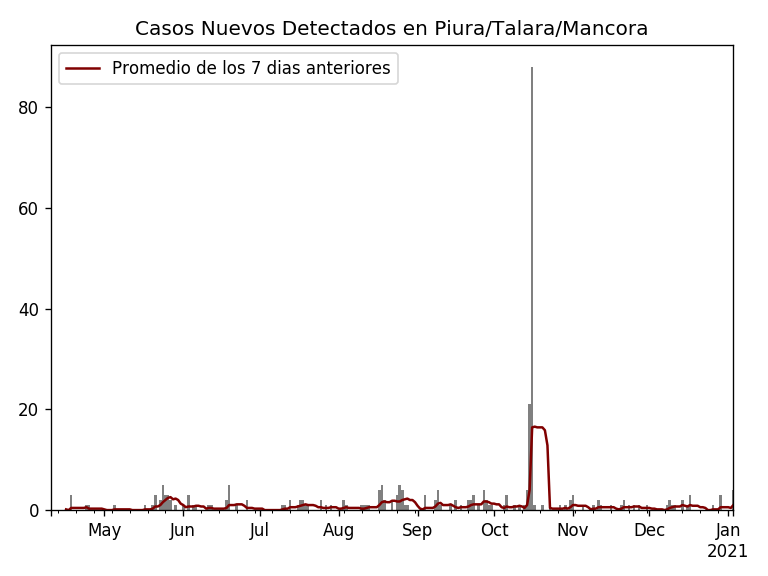 Casos Nuevos Detectados en Piura/Talara/Mancora
Promedio de los 7 dias anteriores
80
60
40
20
0
May Jun Jul Aug Sep Oct Nov Dec Jan
2021